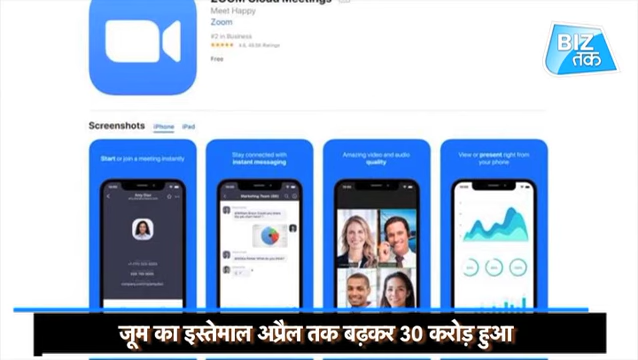 ZOOM Cloud Meetings
Meet Happy
Zoom
#2 in Business
Free
BIZ
तक
Screenshots iPhone iPad
Start or join a meeting instantly
Stay connected with
instant messaging
Amazing video and audio
quality
View or present right from
your phone
जूम का इस्तेमाल अप्रैल तक बढ़कर 30 करोड़ हुआ